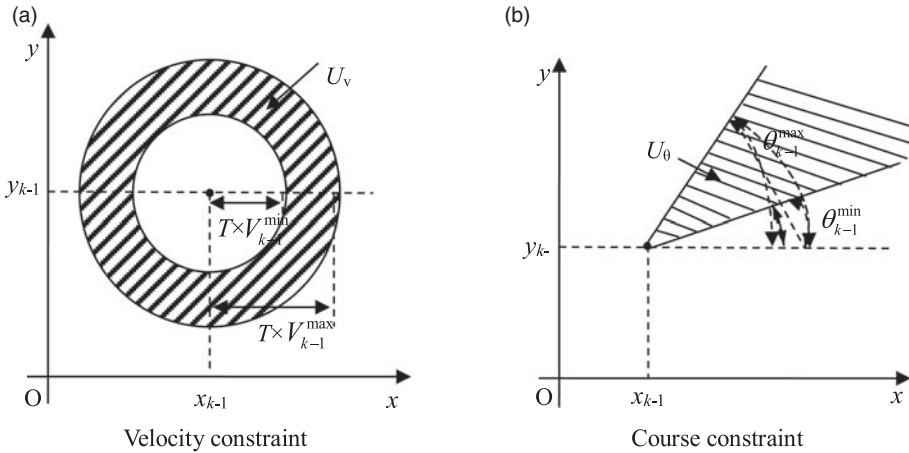 (a)
y
U_v
y_{k-1}
T×V_{k-1}^{min}
T×V_{k-1}^{max}
O
x_{k-1}
x
Velocity constraint
(b)
y
U_θ
θ_{k-1}^{max}
θ_{k-1}^{min}
y_{k-}
O
x_{k-1}
x
Course constraint